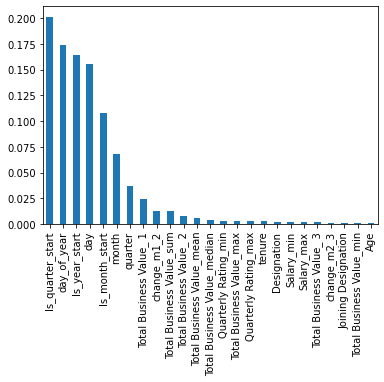 0.200
0.175
0.150
0.125
0.100
0.075
0.050
0.025
0.000
Is_quarter_start
day_of_year
Is_year_start
day
Is_month_start
month
quarter
Total Business Value_1
change_m1_2
Total Business Value_sum
Total Business Value_2
Total Business Value_mean
Total Business Value_median
Quarterly Rating_min
Total Business Value_max
Quarterly Rating_max
tenure
Designation
Salary_min
Salary_max
Total Business Value_3
change_m2_3
Joining Designation
Total Business Value_min
Age